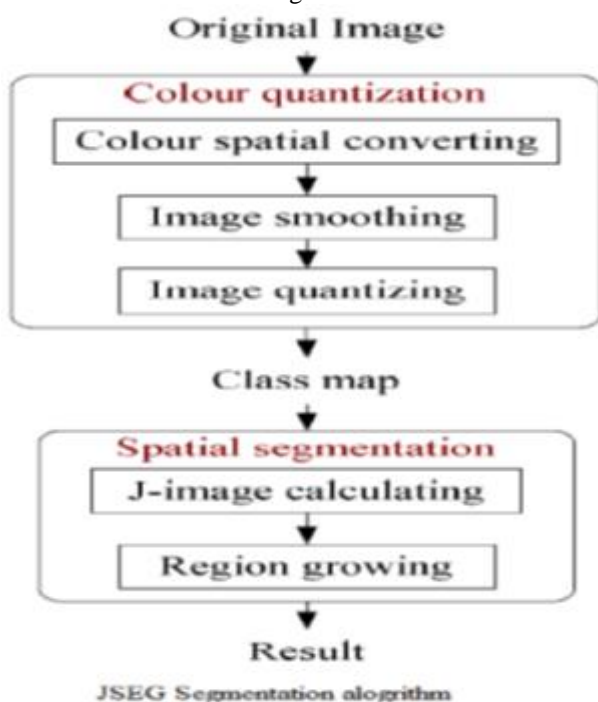 Original Image
Colour quantization
Colour spatial converting
Image smoothing
Image quantizing
Class map
Spatial segmentation
J-image calculating
Region growing
Result
JSEG Segmentation alogrithm